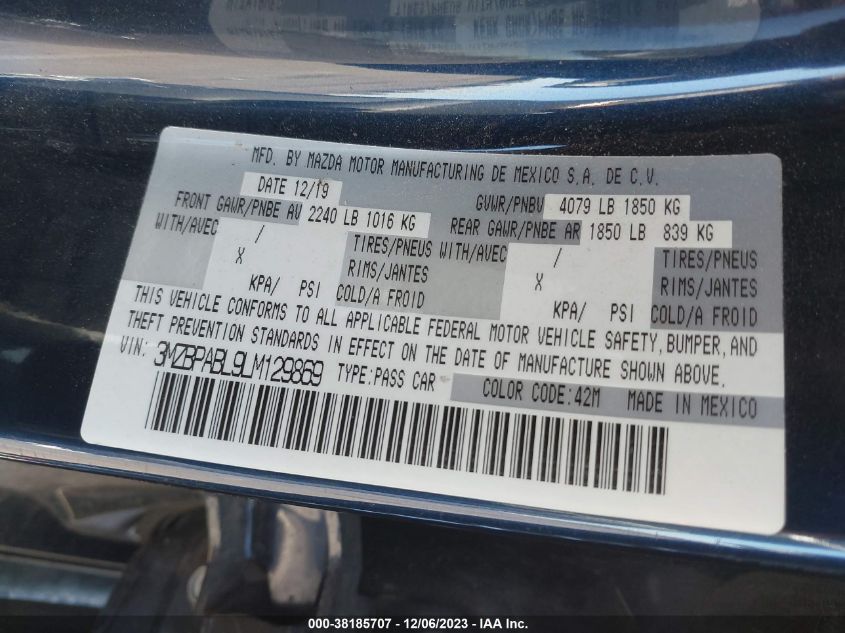 MFD. BY MAZDA MOTOR MANUFACTURING DE MEXICO S.A. DE C.V.
DATE 12/19 GVWR/PNBV 4079 LB 1850 KG
FRONT GAWR/PNBE AV 2240 LB 1016 KG REAR GAWR/PNBE AR 1850 LB 839 KG
WITH/AVEC / TIRES/PNEUS WITH/AVEC / TIRES/PNEUS
X RIMS/JANTES X RIMS/JANTES
KPA/ PSI COLD/A FROID KPA/ PSI COLD/A FROID
THIS VEHICLE CONFORMS TO ALL APPLICABLE FEDERAL MOTOR VEHICLE SAFETY, BUMPER, AND
THEFT PREVENTION STANDARDS IN EFFECT ON THE DATE OF MANUFACTURE SHOWN ABOVE.
VIN: 3MZBPABL9LM129869 TYPE:PASS CAR COLOR CODE:42M MADE IN MEXICO
000-38185707 - 12/06/2023 - IAA Inc.